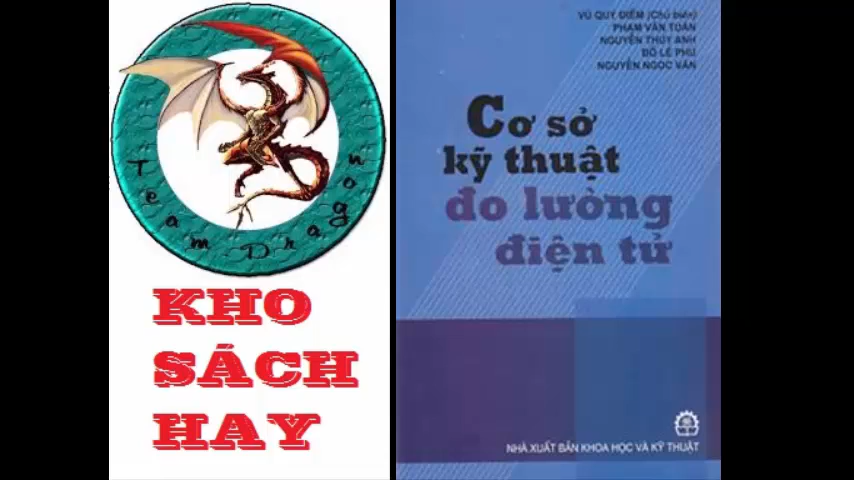 Team Dragon
KHO
SÁCH
HAY
VŨ QUÝ ĐIỀM (Chủ biên)
PHẠM VĂN TUÂN
NGUYỄN THÚY ANH
ĐỖ LÊ PHÚ
NGUYỄN NGỌC VĂN
Cơ sở
kỹ thuật
đo lường
điện tử
NHÀ XUẤT BẢN KHOA HỌC VÀ KỸ THUẬT